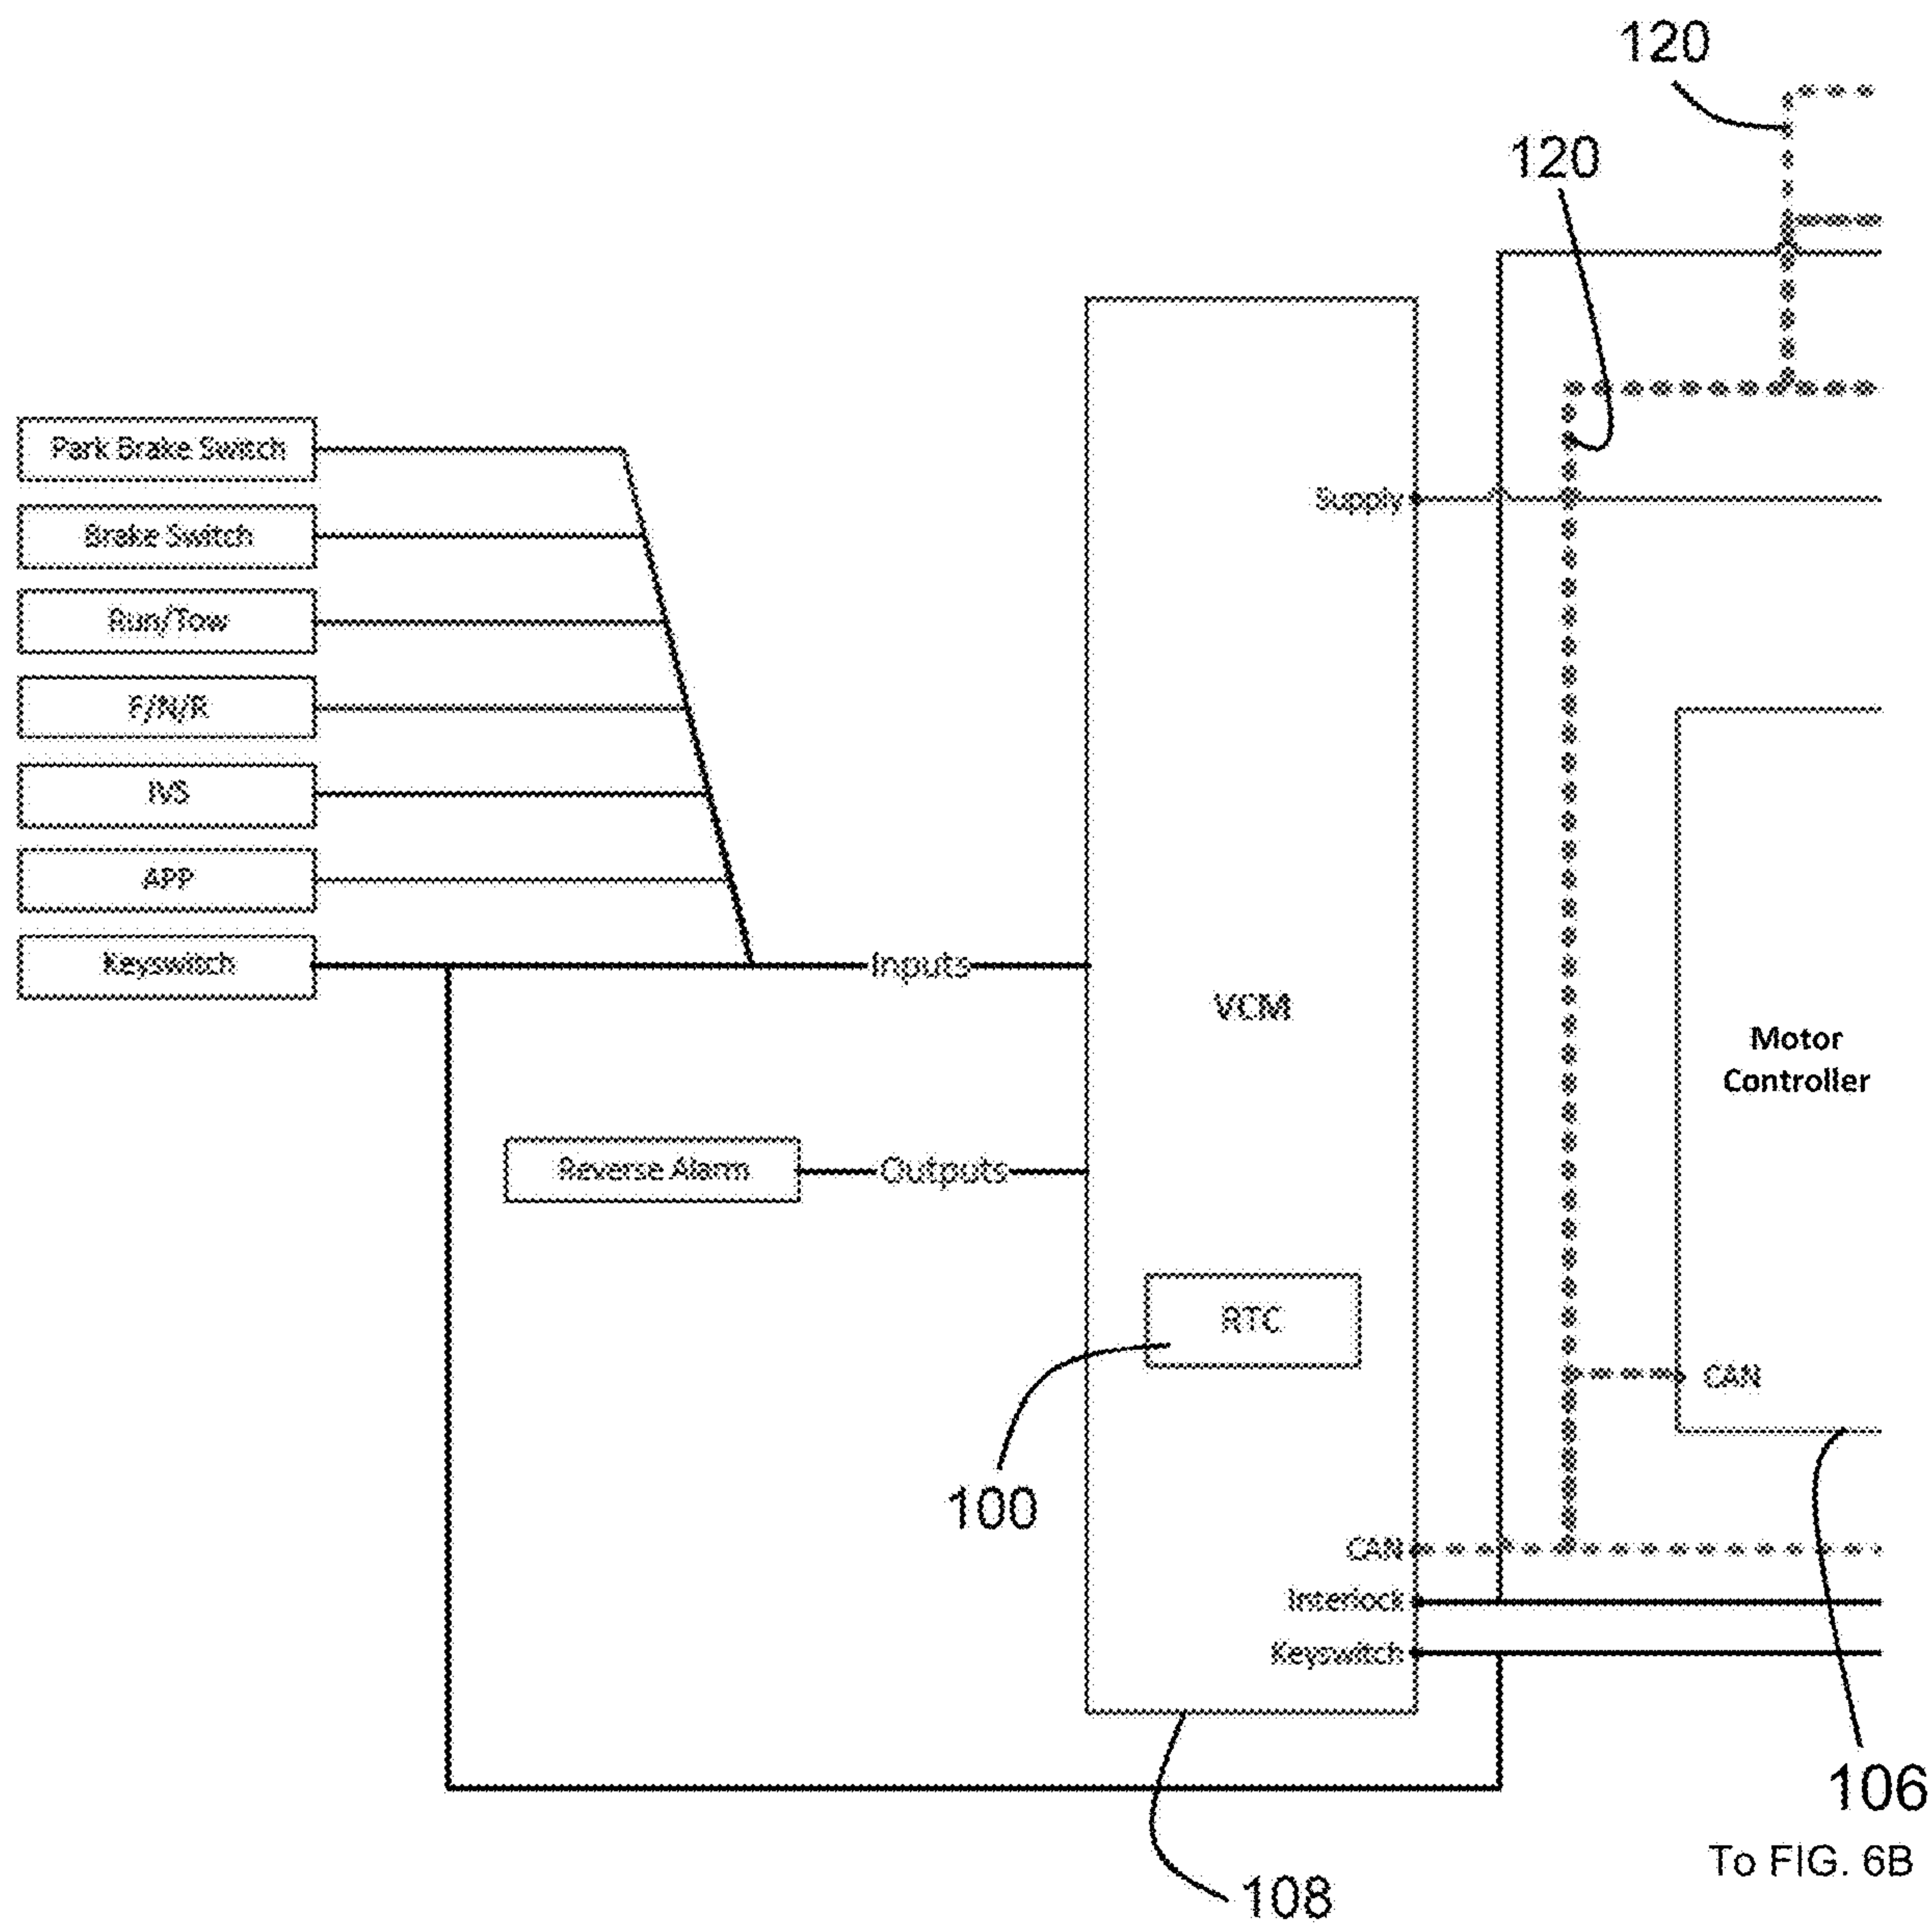 120
120
Park Brake Switch
Supply
Brake Switch
Run/Tow
F/N/R
IVS
APP
Keyswitch
Inputs
VCM
Motor
Controller
Reverse Alarm
Outputs
RTC
CAN
100
CAN
Interlock
Keyswitch
106
To FIG. 6B
108